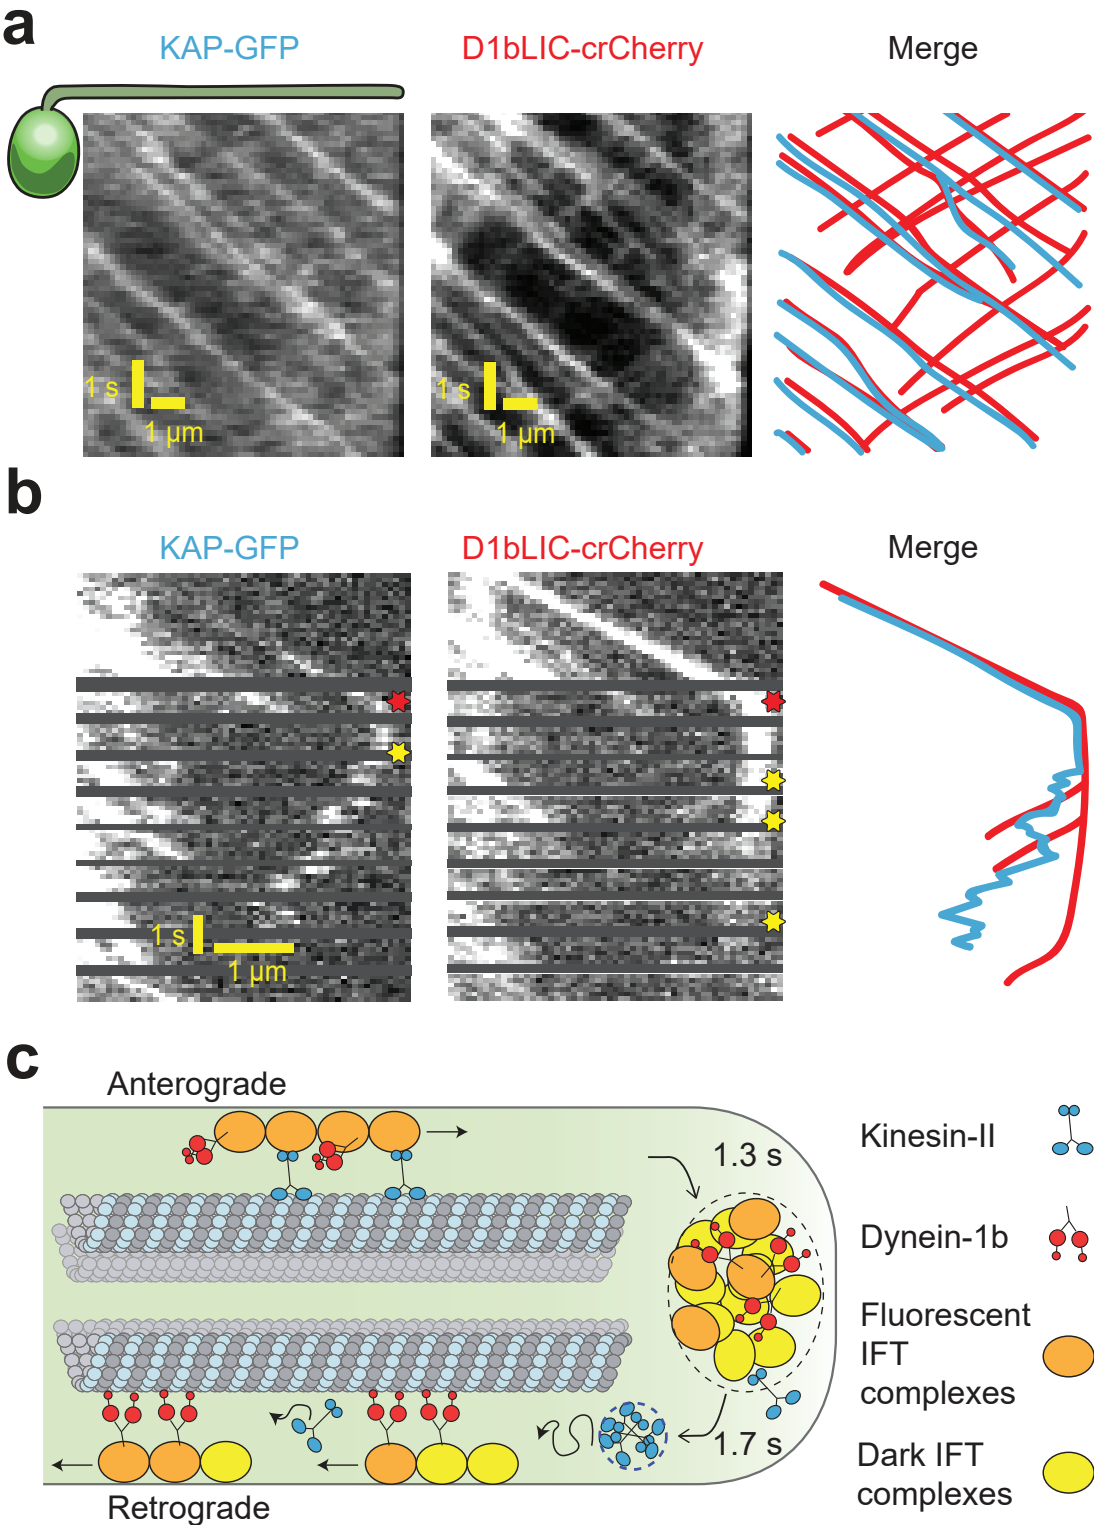 a
KAP-GFP
D1bLIC-crCherry
Merge
1 s
1 µm
1 s
1 µm
b
KAP-GFP
D1bLIC-crCherry
Merge
1 s
1 µm
c
Anterograde
1.3 s
1.7 s
Retrograde
Kinesin-II
Dynein-1b
Fluorescent
IFT
complexes
Dark IFT
complexes